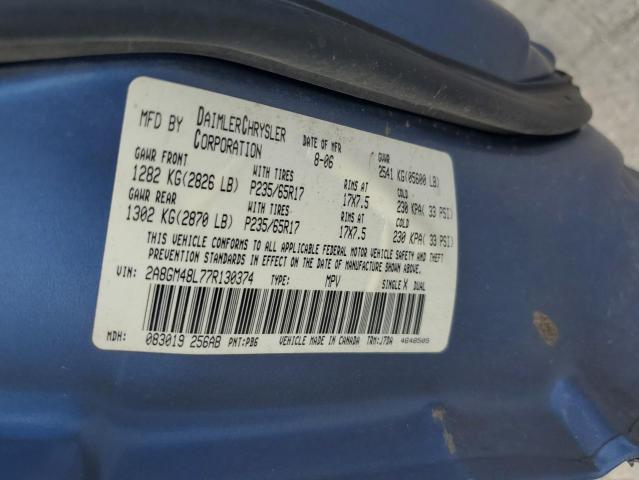 MFD BY DAIMLERCHRYSLER CORPORATION DATE OF MFR 8-06 GVWR 2541 KG(05600 LB)
GAWR FRONT WITH TIRES RIMS AT COLD
1282 KG(2826 LB) P235/65R17 17X7.5 230 KPA( 33 PSI)
GAWR REAR WITH TIRES RIMS AT COLD
1302 KG(2870 LB) P235/65R17 17X7.5 230 KPA( 33 PSI)
THIS VEHICLE CONFORMS TO ALL APPLICABLE FEDERAL MOTOR VEHICLE SAFETY AND THEFT
PREVENTION STANDARDS IN EFFECT ON THE DATE OF MANUFACTURE SHOWN ABOVE
VIN: 2A8GM48L77R130374 TYPE: MPV SINGLE X DUAL
MDH: 083019 256AB PNT:PB6 VEHICLE MADE IN CANADA TRM:J7DA 4648505